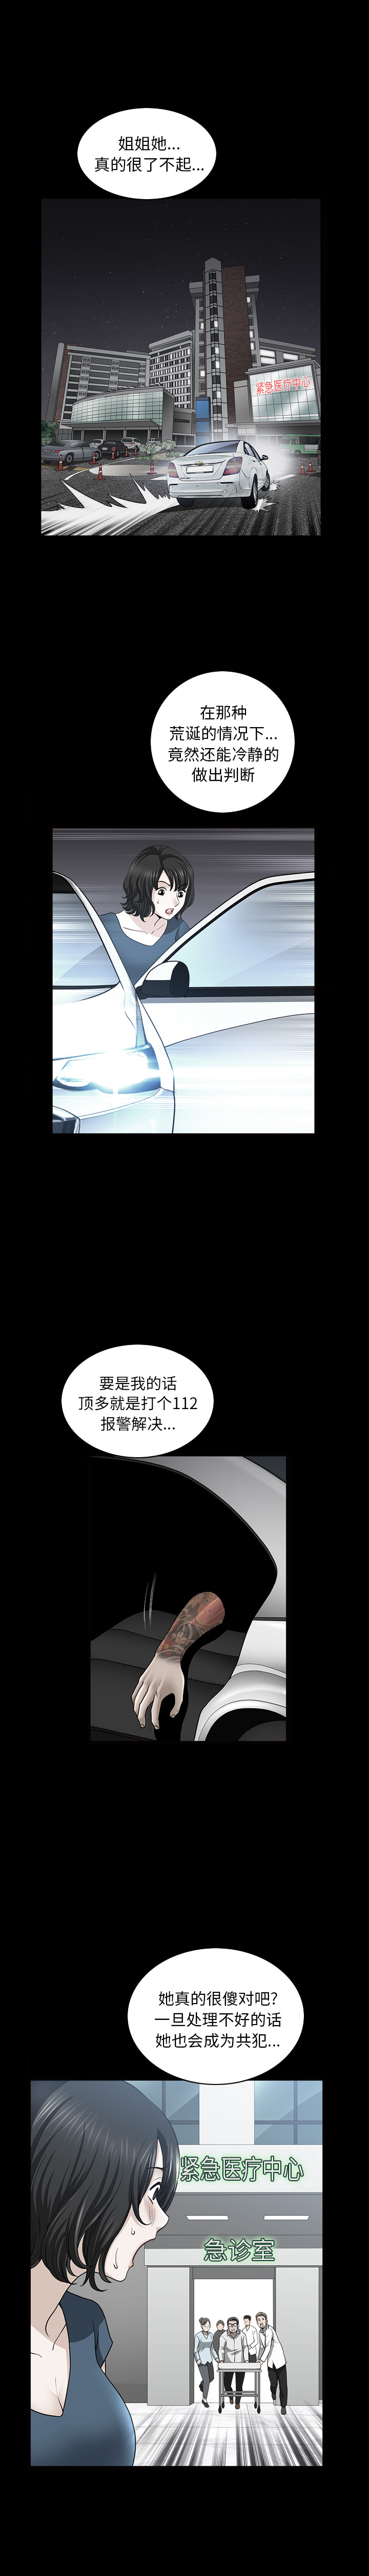 姐姐她...
真的很了不起...
紧急医疗中心
在那种
荒诞的情况下...
竟然还能冷静的
做出判断
要是我的话
顶多就是打个112
报警解决...
她真的很傻对吧?
一旦处理不好的话
她也会成为共犯...
紧急医疗中心
急诊室